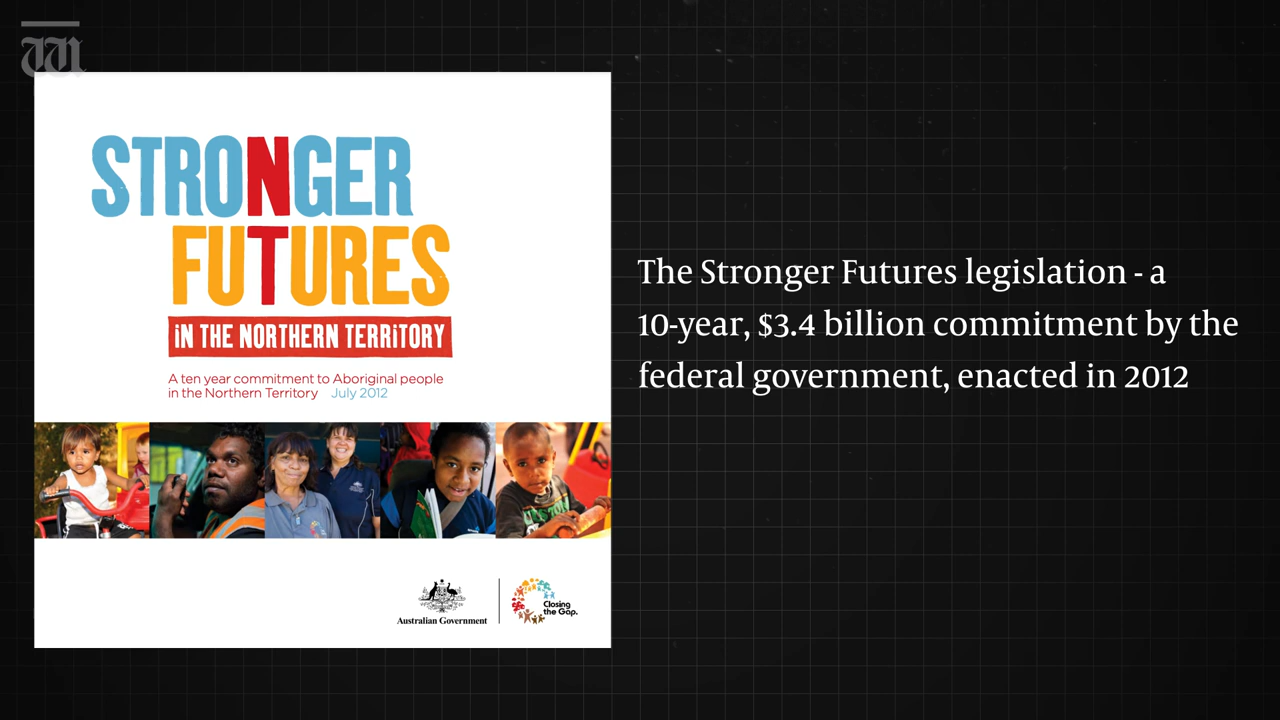 W
STRONGER
FUTURES
iN THE NORTHERN TERRiTORY
A ten year commitment to Aboriginal people
in the Northern Territory July 2012
Australian Government
Closing
the Gap.
The Stronger Futures legislation - a
10-year, $3.4 billion commitment by the
federal government, enacted in 2012